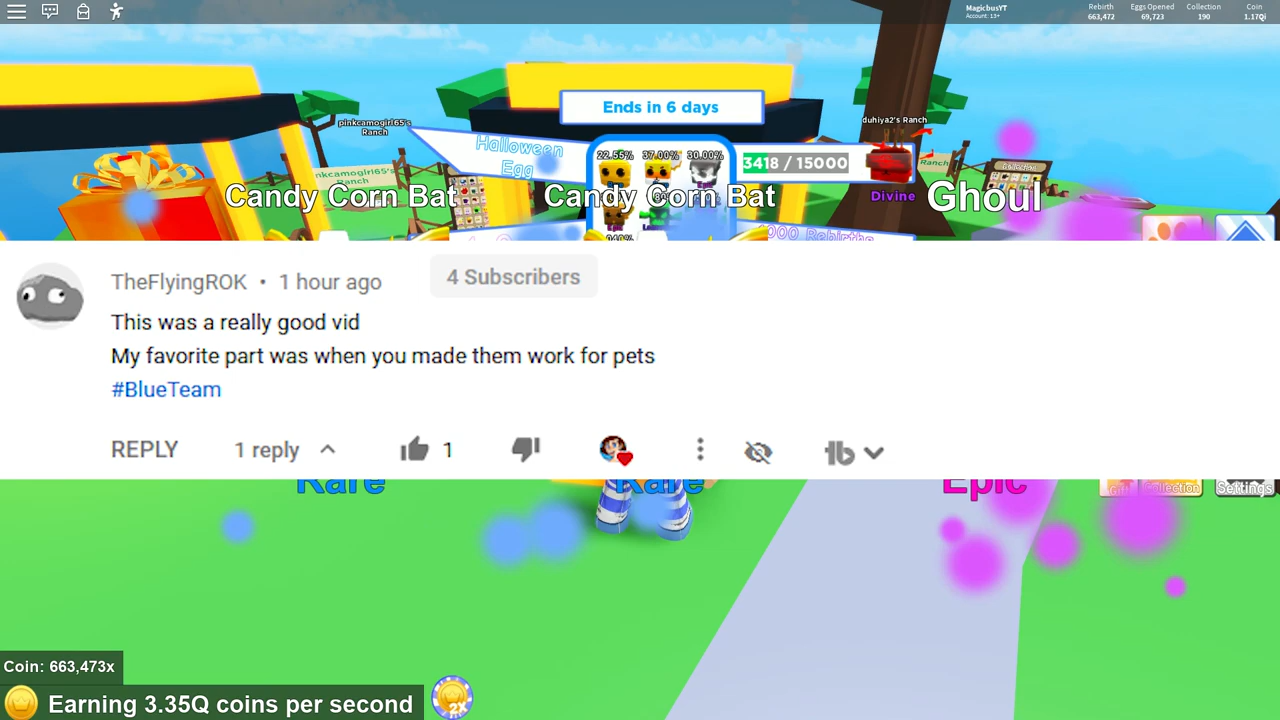 MagicbusYT
Account: 13+
Rebirth
663,472
Eggs Opened
69,723
Collection
190
Coin
1.17Qi
Ends in 6 days
pinkcamogirl65's
Ranch
duhiya2's Ranch
Halloween
Egg
22.55%
37.00%
30.00%
3418 / 15000
Ranch
Candy Corn Bat
Candy Corn Bat
Divine
Ghoul
TheFlyingROK • 1 hour ago
4 Subscribers
This was a really good vid
My favorite part was when you made them work for pets
#BlueTeam
REPLY
1 reply
1
Rare
Rare
Epic
Collection
Settings
Coin: 663,473x
Earning 3.35Q coins per second
2X